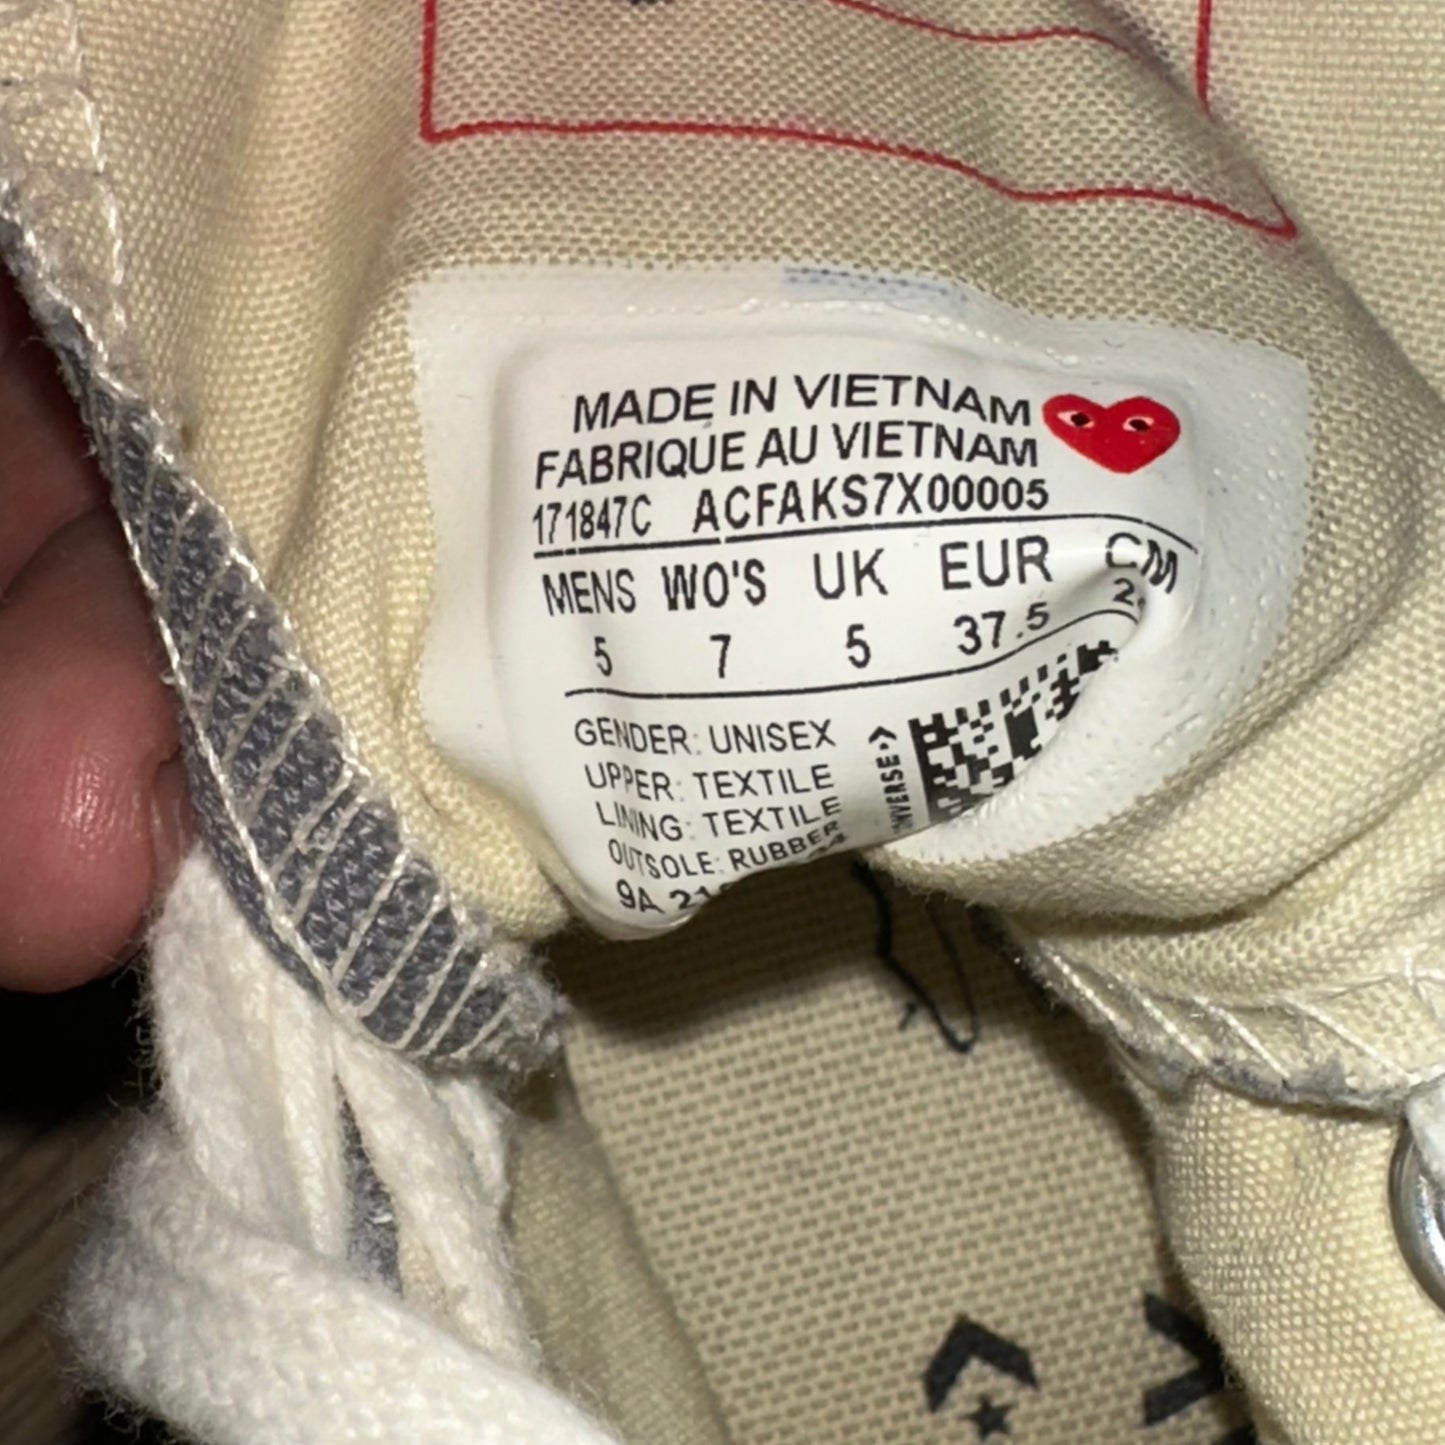 MADE IN VIETNAM
FABRIQUE AU VIETNAM
171847C ACFAKS7X00005
MENS WO'S UK EUR CM
5 7 5 37.5
GENDER: UNISEX
UPPER: TEXTILE
LINING: TEXTILE
OUTSOLE: RUBBER
9A